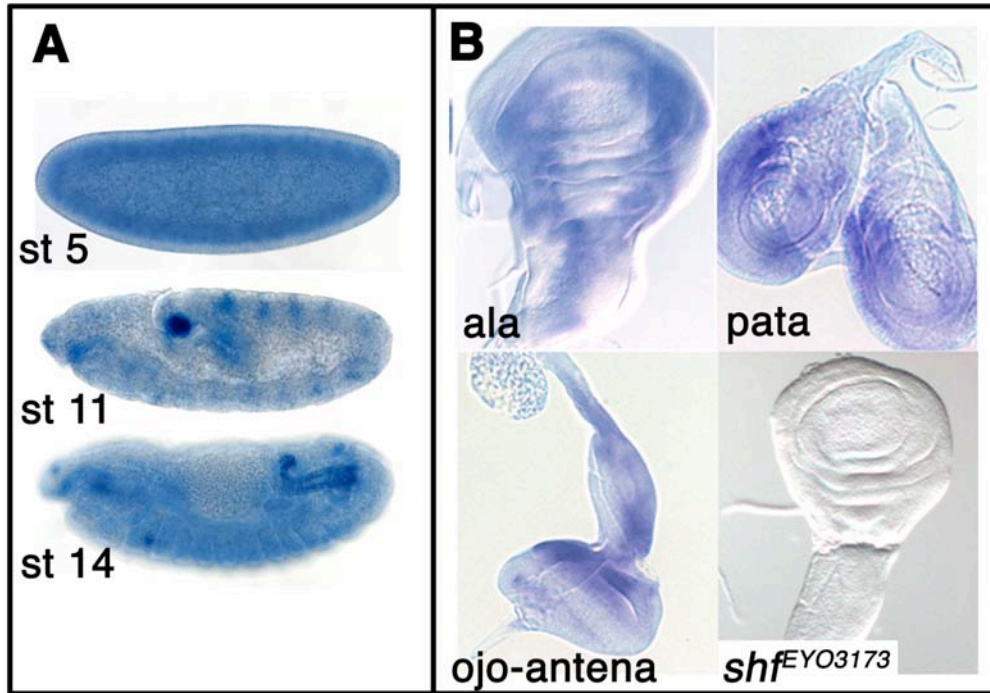 A
st 5
st 11
st 14
B
ala
pata
ojo-antena
shfEYO3173